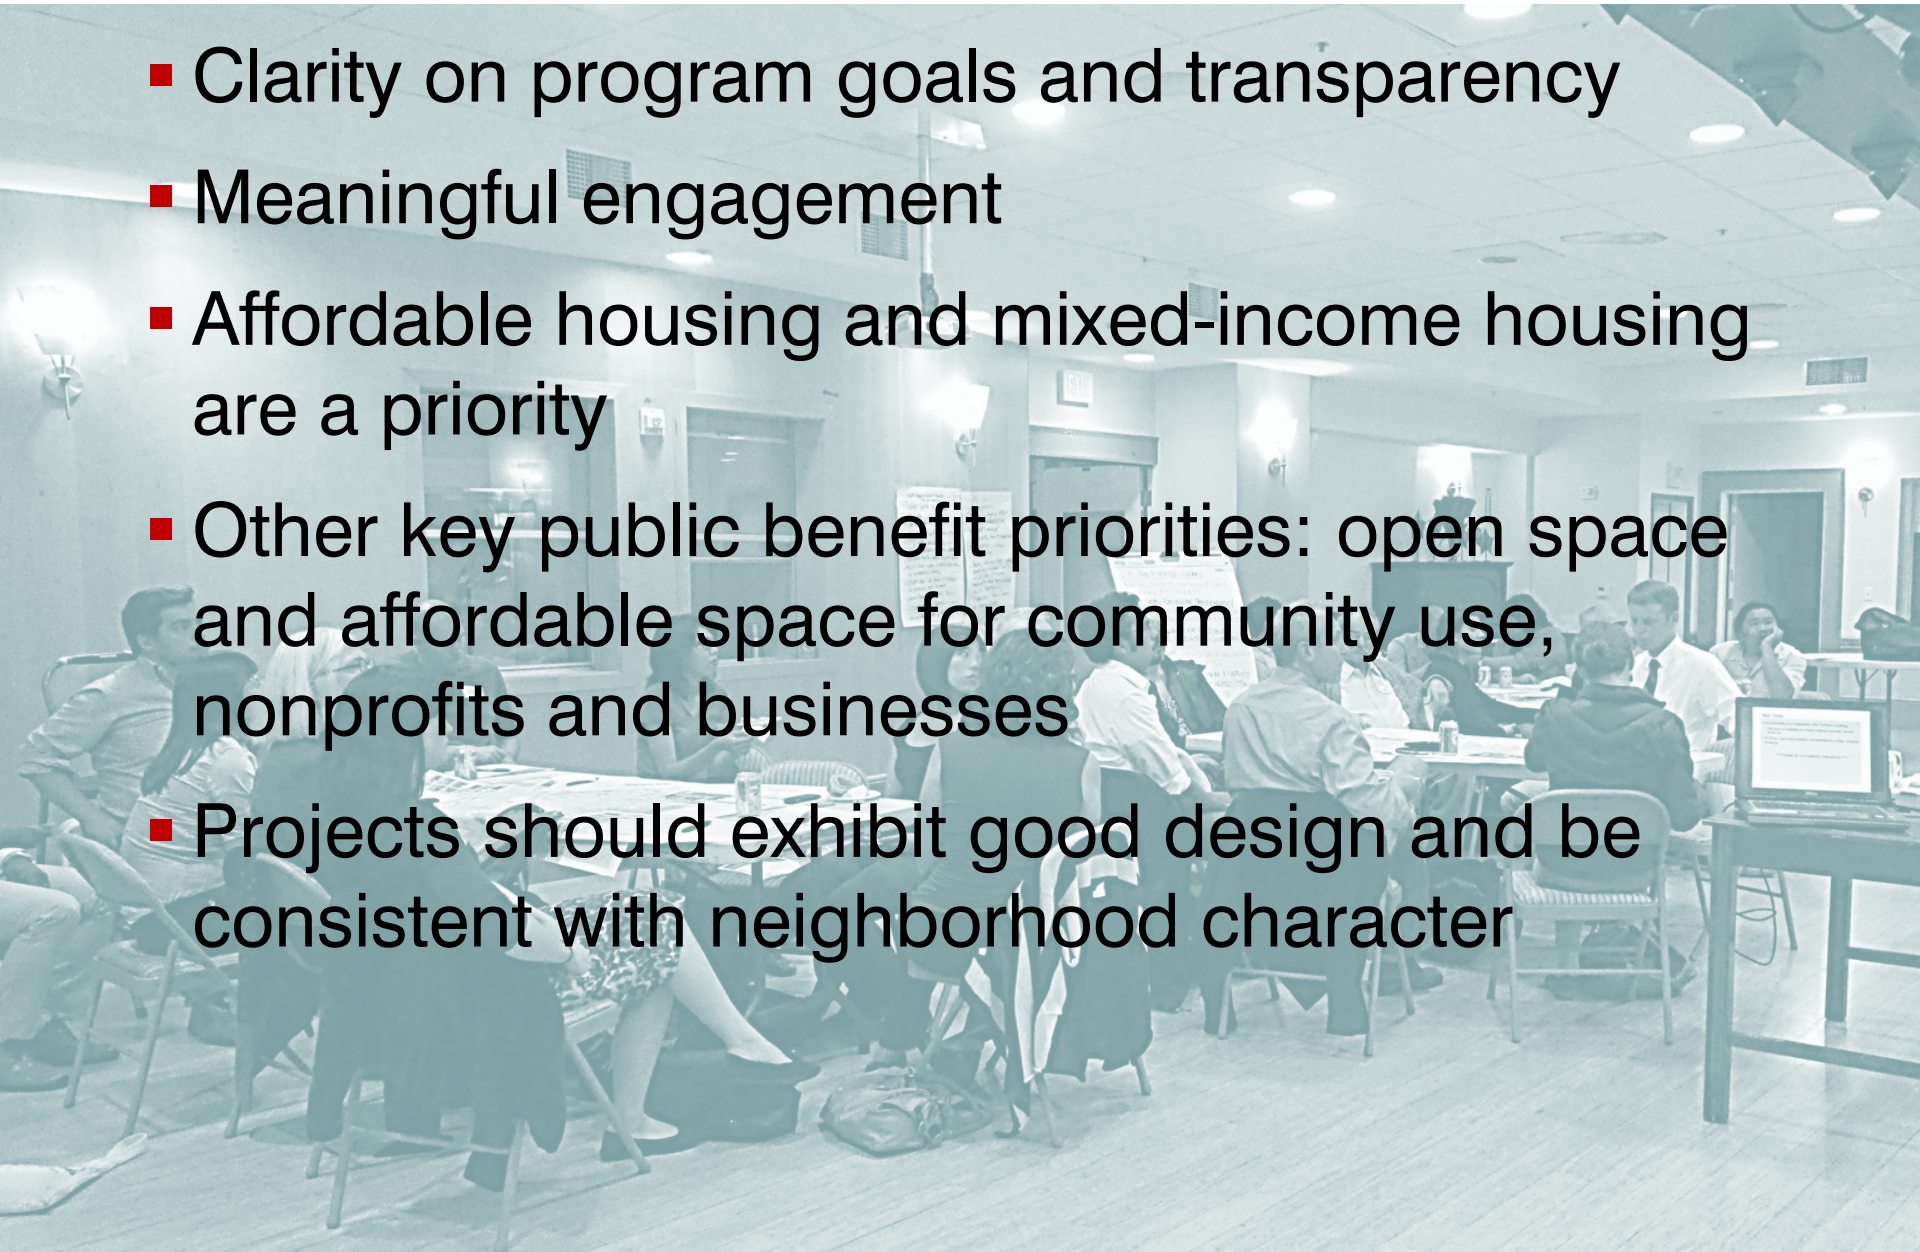 ▪ Clarity on program goals and transparency
▪ Meaningful engagement
▪ Affordable housing and mixed-income housing
are a priority
▪ Other key public benefit priorities: open space
and affordable space for community use,
nonprofits and businesses
▪ Projects should exhibit good design and be
consistent with neighborhood character